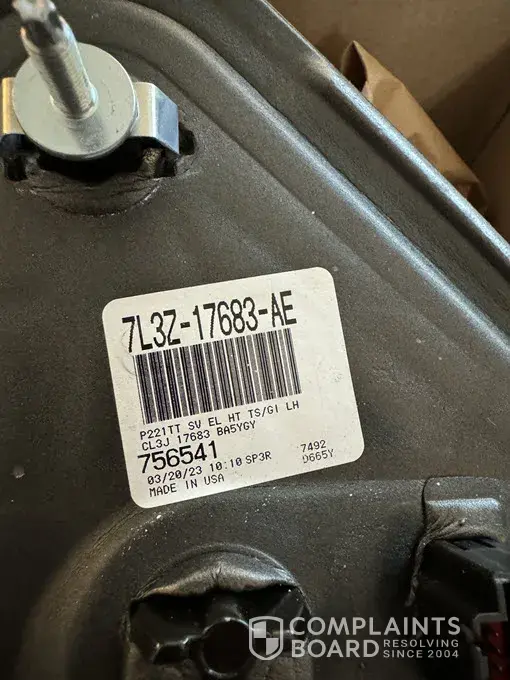 7L3Z-17683-AE
P221TT SV EL HT TS/GI LH
CL3J 17683 BA5YGY
756541
7492
03/20/23 10:10 SP3R
D665Y
MADE IN USA
COMPLAINTS
BOARD
RESOLVING
SINCE 2004